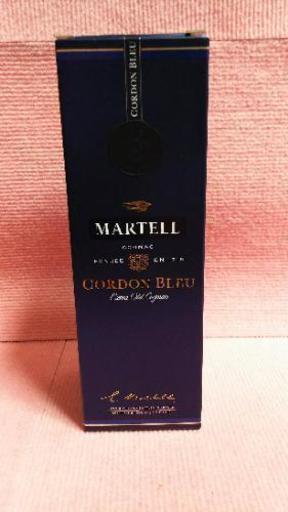 CORDON BLEU
MARTELL
COGNAC
FONDÉE EN 1715
CORDON BLEU
Extra Old Cognac